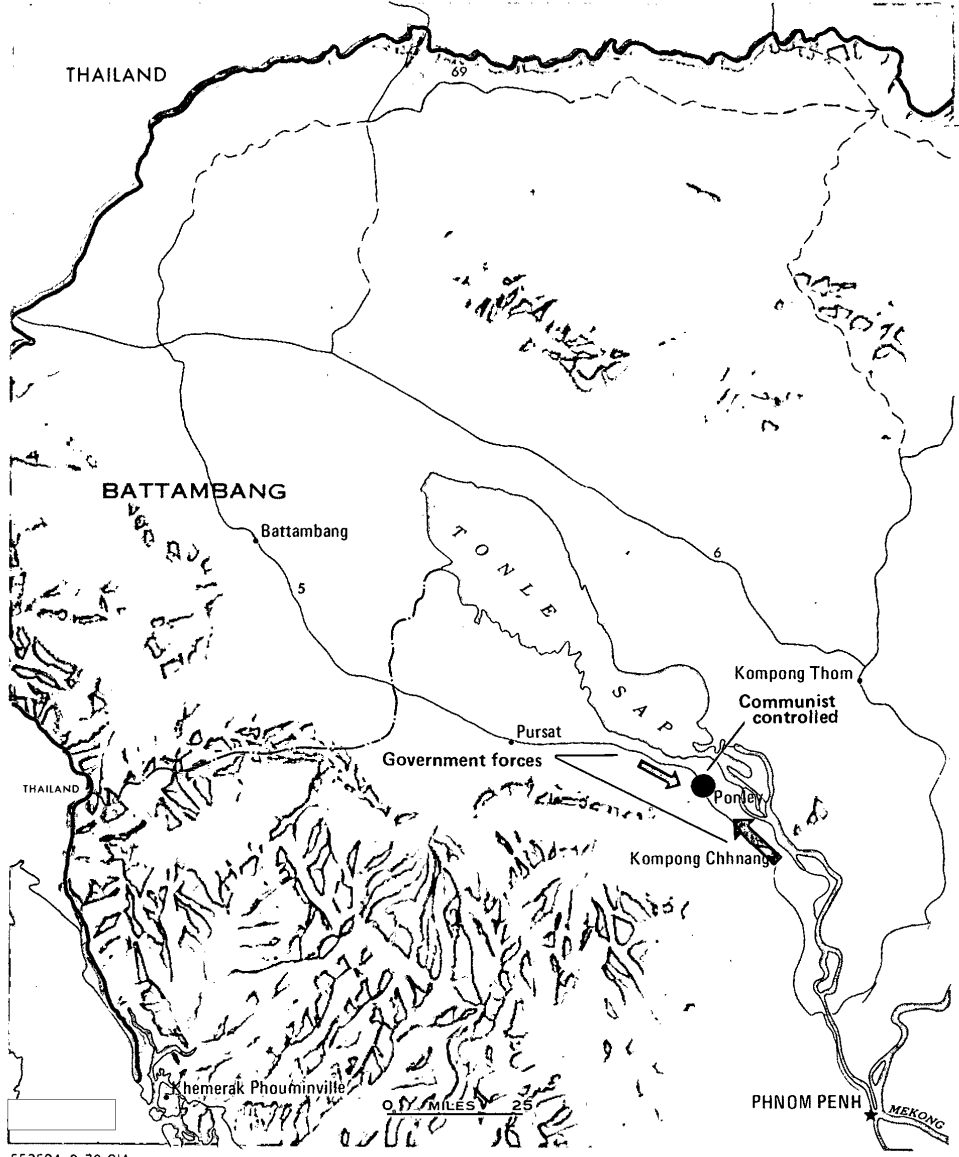 THAILAND
69
BATTAMBANG
Battambang
5
TONLE SAP
6
Kompong Thom
Communist
controlled
Pursat
Government forces
THAILAND
Ponley
Kompong Chhnang
Khemerak Phouminville
0 MILES 25
PHNOM PENH
MEKONG